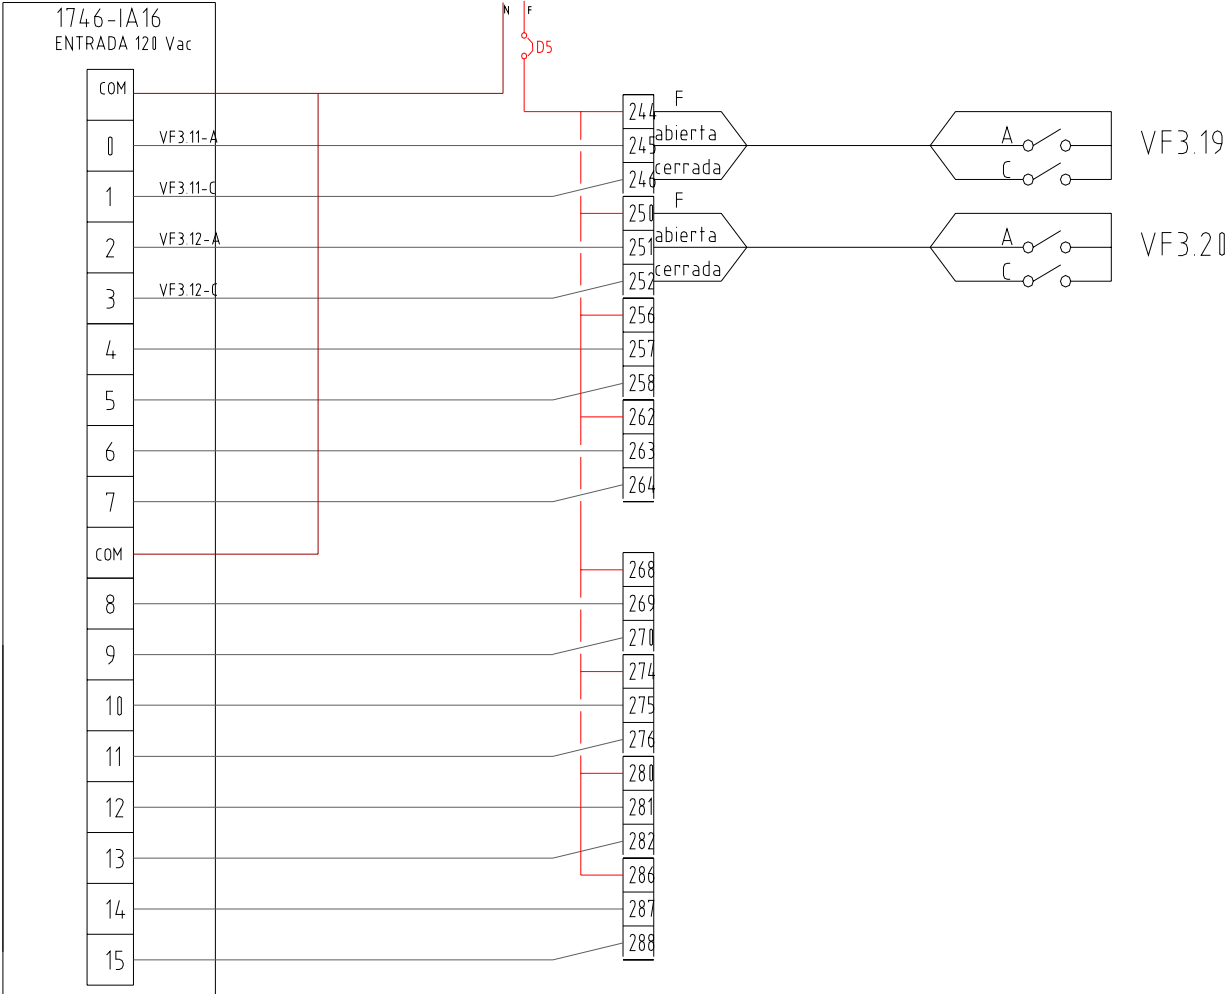 1746-IA16
ENTRADA 120 Vac
N F
D5
COM
0 VF3.11-A
1 VF3.11-C
2 VF3.12-A
3 VF3.12-C
4
5
6
7
COM
8
9
10
11
12
13
14
15
244 F
245 abierta
246 cerrada
250 F
251 abierta
252 cerrada
256
257
258
262
263
264
268
269
270
274
275
276
280
281
282
286
287
288
A
C
VF3.19
A
C
VF3.20